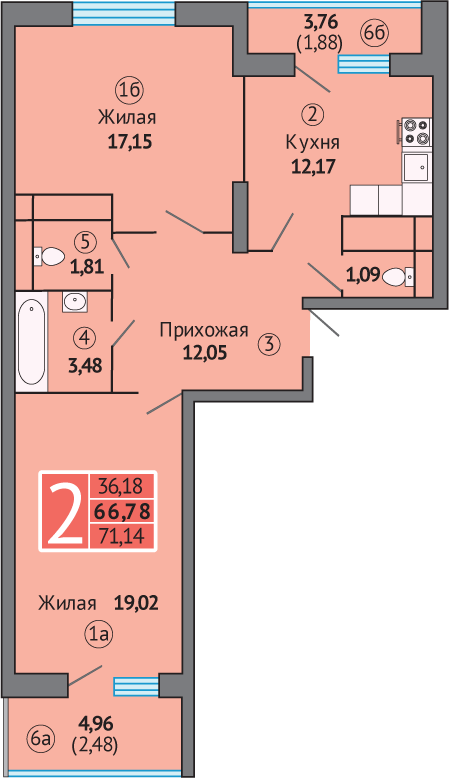 3,76
(1,88)
6б
1б
Жилая
17,15
2
Кухня
12,17
5
1,81
1,09
4
3,48
Прихожая
12,05
3
2
36,18
66,78
71,14
Жилая 19,02
1а
6а
4,96
(2,48)